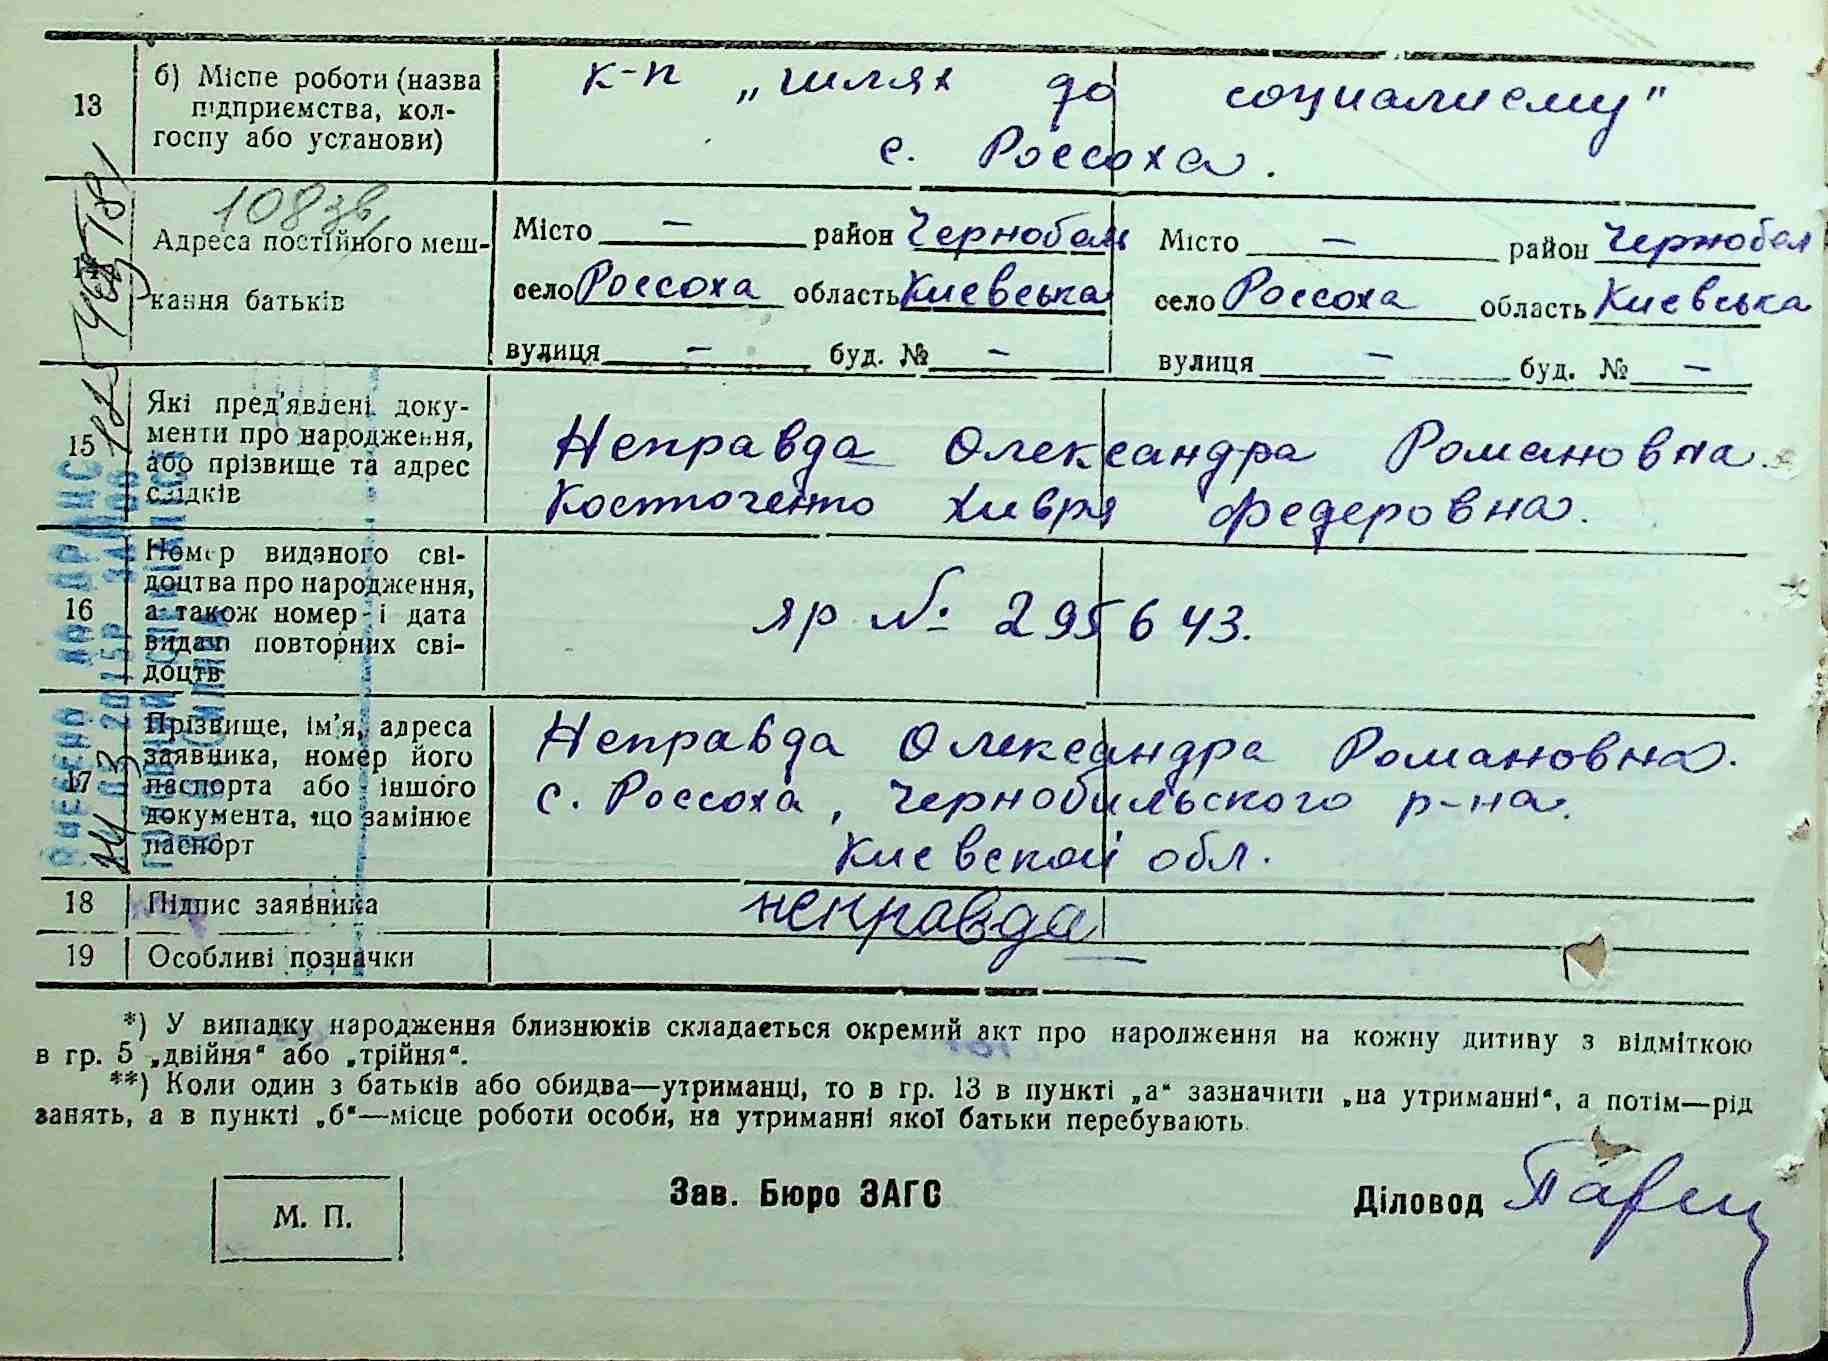 13
б) Місце роботи (назва
підприємства, кол-
госпу або установи)
к-п „шлях до социализму"
с. Россоха.
108 зв,
14
Адреса постійного меш-
кання батьків
Місто — район Чернобыль
село Россоха область Киевська
вулиця — буд. № —
Місто — район Чернобыл
село Россоха область Киевська
вулиця — буд. № —
15
Які пред'явлені доку-
менти про народження,
або прізвище та адрес
свідків
Неправда Олександра Романовна.
Костюченко Хивря Федеровна.
16
Номер виданого сві-
доцтва про народження,
а також номер і дата
видачі повторних сві-
доцтв
яр № 295643.
17
Прізвище, ім'я, адреса
заявника, номер його
паспорта або іншого
документа, що замінює
паспорт
Неправда Олександра Романовна.
с. Россоха, Чернобильского р-на.
Киевской обл.
18
Підпис заявника
неправда
19
Особливі позначки
*) У випадку народження близнюків складається окремий акт про народження на кожну дитину з відміткою
в гр. 5 „двійня“ або „трійня“.
**) Коли один з батьків або обидва—утриманці, то в гр. 13 в пункті „а“ зазначити „на утриманні“, а потім—рід
занять, а в пункті „б“—місце роботи особи, на утриманні якої батьки перебувають.
М. П.
Зав. Бюро ЗАГС
Діловод